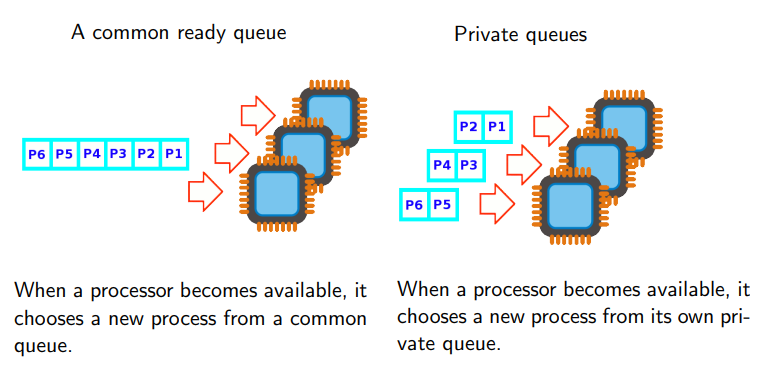 A common ready queue
P6 P5 P4 P3 P2 P1
When a processor becomes available, it
chooses a new process from a common
queue.
Private queues
P2 P1
P4 P3
P6 P5
When a processor becomes available, it
chooses a new process from its own pri-
vate queue.